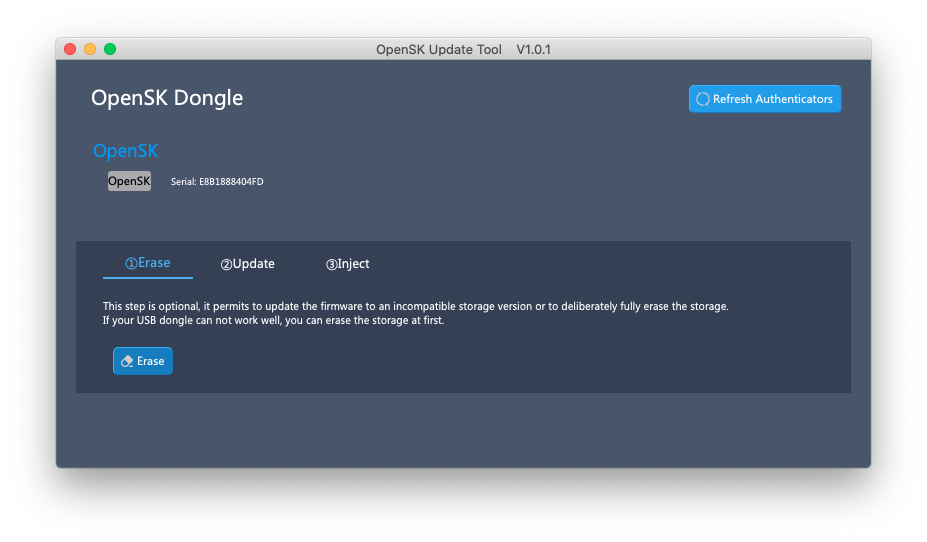 OpenSK Update Tool V1.0.1
OpenSK Dongle
Refresh Authenticators
OpenSK
OpenSK
Serial: E8B1888404FD
①Erase
②Update
③Inject
This step is optional, it permits to update the firmware to an incompatible storage version or to deliberately fully erase the storage.
If your USB dongle can not work well, you can erase the storage at first.
Erase